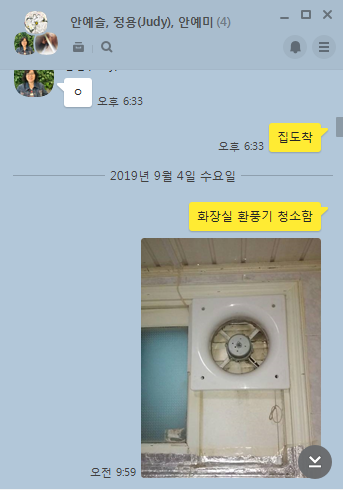 안예슬, 정용(Judy), 안예미 (4)
ㅇ
오후 6:33
집도착
오후 6:33
2019년 9월 4일 수요일
화장실 환풍기 청소함
오전 9:59